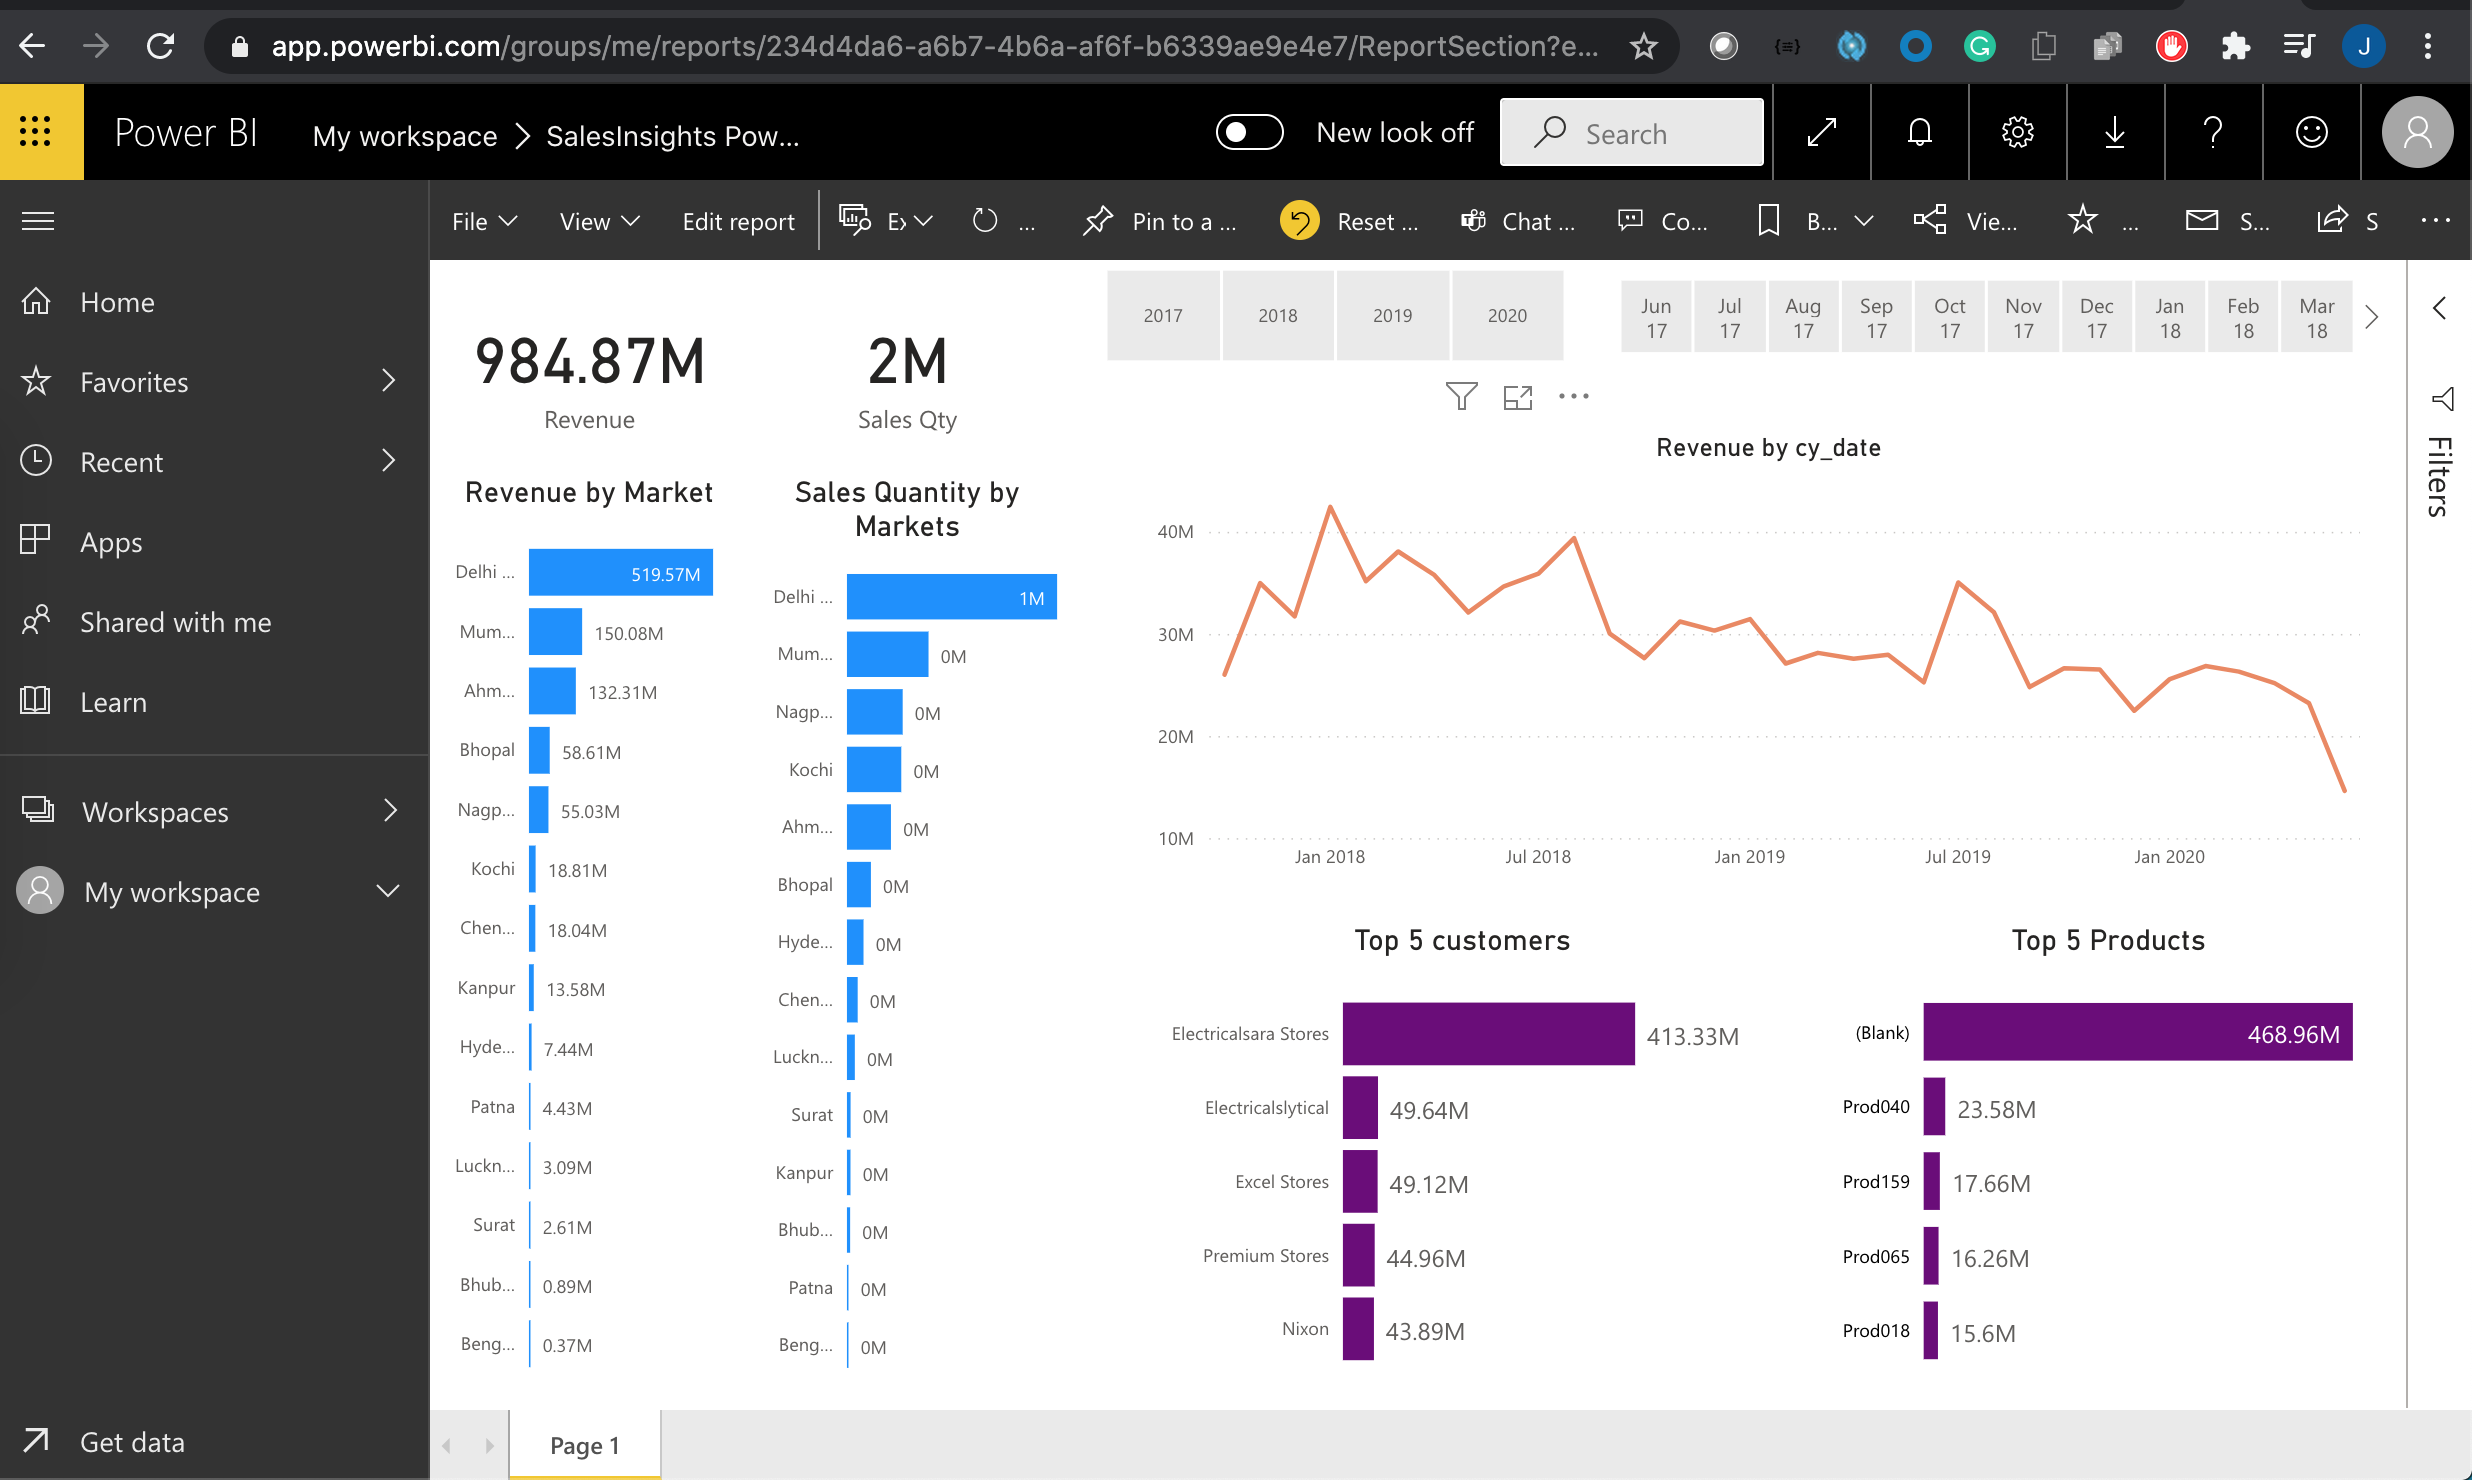 app.powerbi.com/groups/me/reports/234d4da6-a6b7-4b6a-af6f-b6339ae9e4e7/ReportSection?e...
J
Power BI
My workspace > SalesInsights Pow...
New look off
Search
File
View
Edit report
Ex
...
Pin to a ...
Reset ...
Chat ...
Co...
B...
Vie...
...
S...
S
...
Home
Favorites
Recent
Apps
Shared with me
Learn
Workspaces
My workspace
Get data
984.87M
Revenue
2M
Sales Qty
2017
2018
2019
2020
Jun 17
Jul 17
Aug 17
Sep 17
Oct 17
Nov 17
Dec 17
Jan 18
Feb 18
Mar 18
Filters
Revenue by Market
Delhi ... 519.57M
Mum... 150.08M
Ahm... 132.31M
Bhopal 58.61M
Nagp... 55.03M
Kochi 18.81M
Chen... 18.04M
Kanpur 13.58M
Hyde... 7.44M
Patna 4.43M
Luckn... 3.09M
Surat 2.61M
Bhub... 0.89M
Beng... 0.37M
Sales Quantity by
Markets
Delhi ... 1M
Mum... 0M
Nagp... 0M
Kochi 0M
Ahm... 0M
Bhopal 0M
Hyde... 0M
Chen... 0M
Luckn... 0M
Surat 0M
Kanpur 0M
Bhub... 0M
Patna 0M
Beng... 0M
Revenue by cy_date
40M
30M
20M
10M
Jan 2018
Jul 2018
Jan 2019
Jul 2019
Jan 2020
Top 5 customers
Electricalsara Stores 413.33M
Electricalslytical 49.64M
Excel Stores 49.12M
Premium Stores 44.96M
Nixon 43.89M
Top 5 Products
(Blank) 468.96M
Prod040 23.58M
Prod159 17.66M
Prod065 16.26M
Prod018 15.6M
Page 1